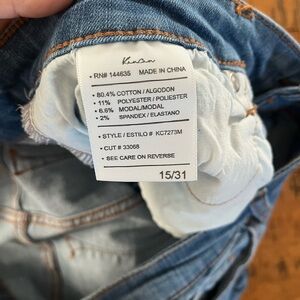 KanCan
• RN# 144635 MADE IN CHINA
• 80.4% COTTON / ALGODON
• 11% POLYESTER / POLIESTER
• 6.6% MODAL/MODAL
• 2% SPANDEX / ELASTANO
• STYLE / ESTILO # KC7273M
• CUT # 33068
• SEE CARE ON REVERSE
15/31